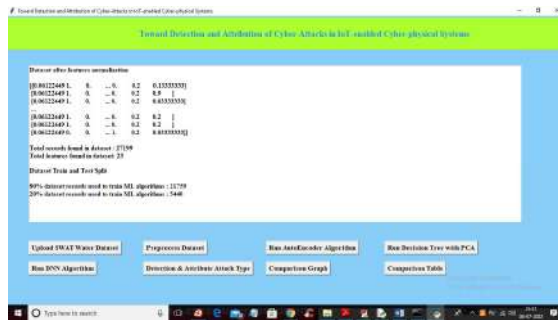 Toward Detection and Attribution of Cyber-Attacks in IoT-enabled Cyber-physical Systems
Toward Detection and Attribution of Cyber-Attacks in IoT-enabled Cyber-physical Systems
Dataset after features normalization
[[0.06122449 1. 0. ... 0. 0.2 0.13333333]
[0.06122449 1. 0. ... 0. 0.2 0.9 ]
[0.06122449 1. 0. ... 0. 0.2 0.63333333]
...
[0.06122449 1. 0. ... 0. 0.2 0.2 ]
[0.06122449 1. 0. ... 0. 0.2 0.2 ]
[0.06122449 0. 0. ... 1. 0.2 0.03333333]]
Total records found in dataset : 27199
Total features found in dataset: 23
Dataset Train and Test Split
80% dataset records used to train ML algorithms : 21759
20% dataset records used to train ML algorithms : 5440
Upload SWAT Water Dataset
Preprocess Dataset
Run AutoEncoder Algorithm
Run Decision Tree with PCA
Run DNN Algorithm
Detection & Attribute Attack Type
Comparison Graph
Comparison Table
Type here to search